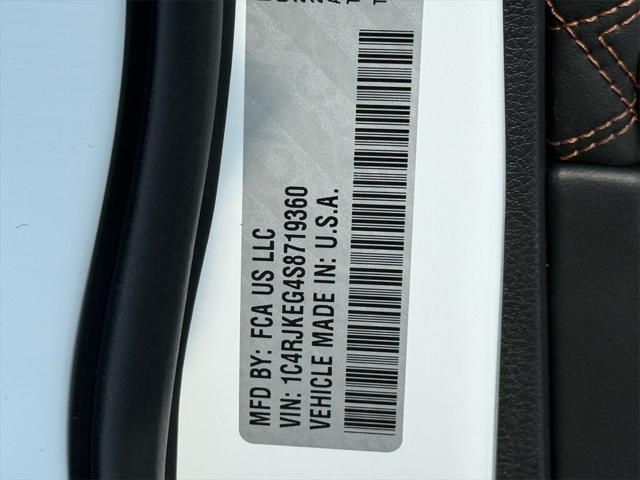 MFD BY: FCA US LLC
VIN: 1C4RJKEG4S8719360
VEHICLE MADE IN: U.S.A.